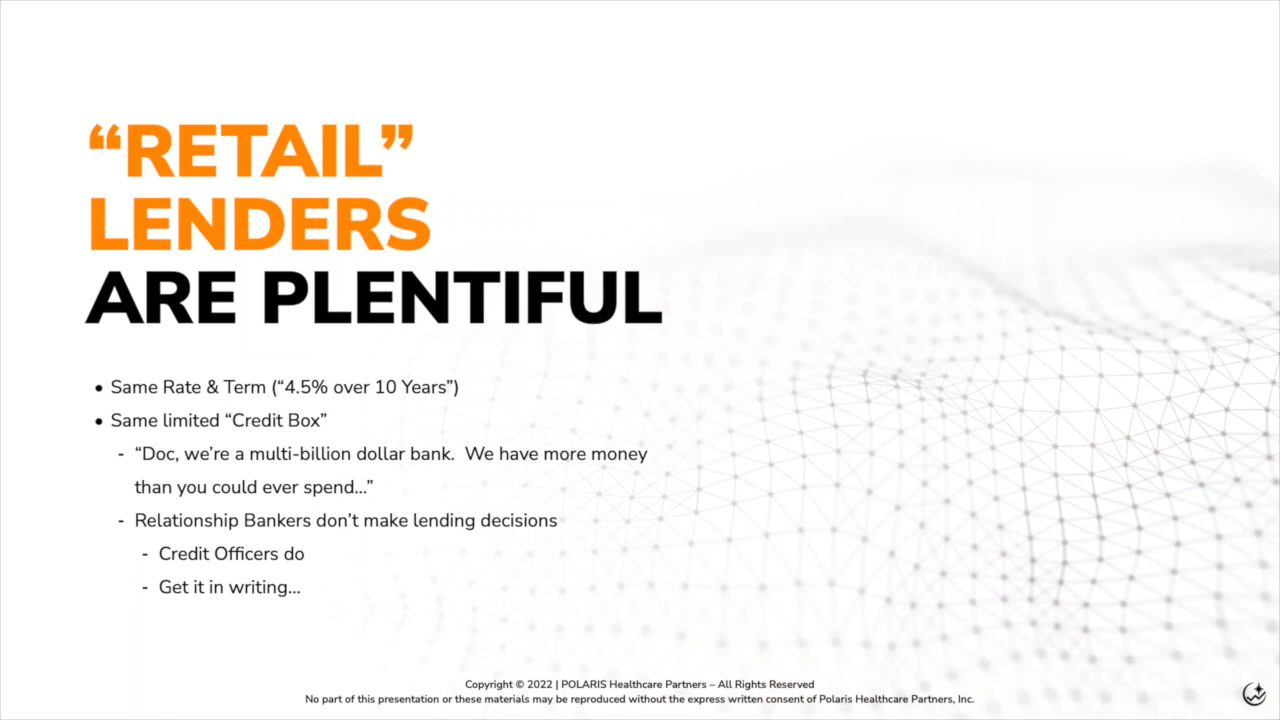 “RETAIL”
LENDERS
ARE PLENTIFUL
• Same Rate & Term (“4.5% over 10 Years”)
• Same limited “Credit Box”
- “Doc, we’re a multi-billion dollar bank.  We have more money
than you could ever spend...”
- Relationship Bankers don’t make lending decisions
- Credit Officers do
- Get it in writing...
Copyright © 2022 | POLARIS Healthcare Partners – All Rights Reserved
No part of this presentation or these materials may be reproduced without the express written consent of Polaris Healthcare Partners, Inc.